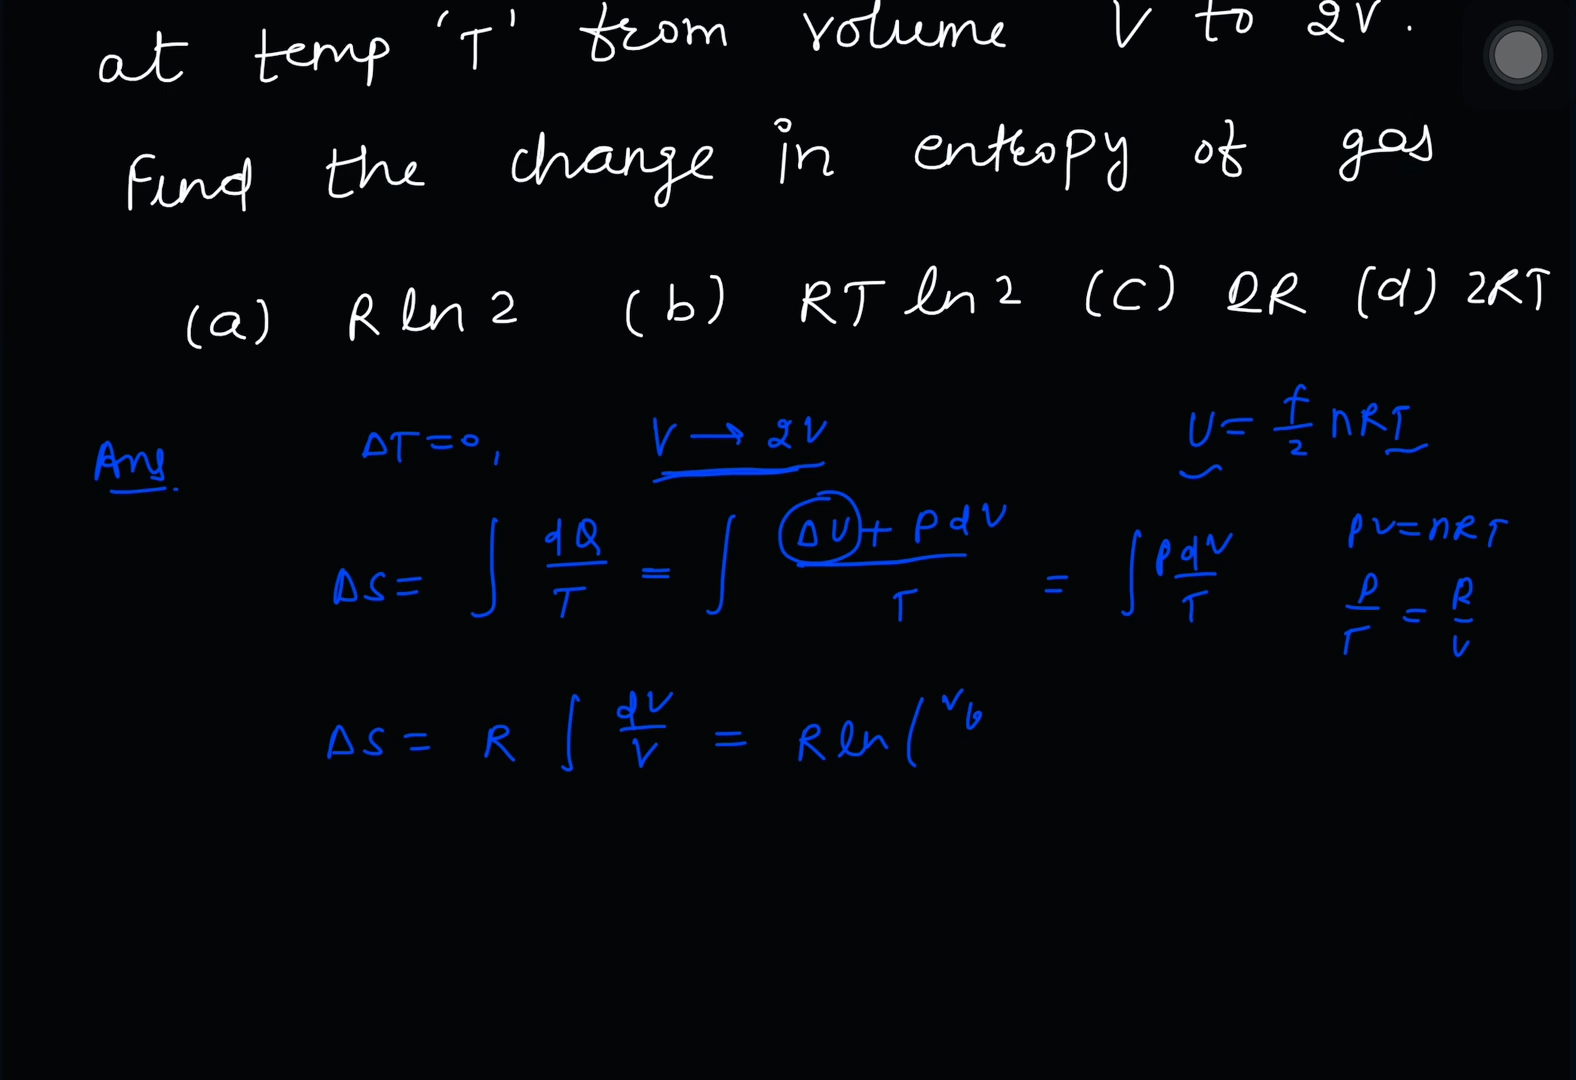 at temp 'T' from volume V to 2V.
Find the change in entropy of gas
(a) R ln 2 (b) RT ln 2 (C) 2R (d) 2RT
Ans. ΔT = 0, V → 2V U = f/2 nRT
ΔS = ∫ dQ/T = ∫ (ΔU + PdV)/T = ∫ PdV/T PV = nRT
P/T = R/V
ΔS = R ∫ dV/V = R ln (V